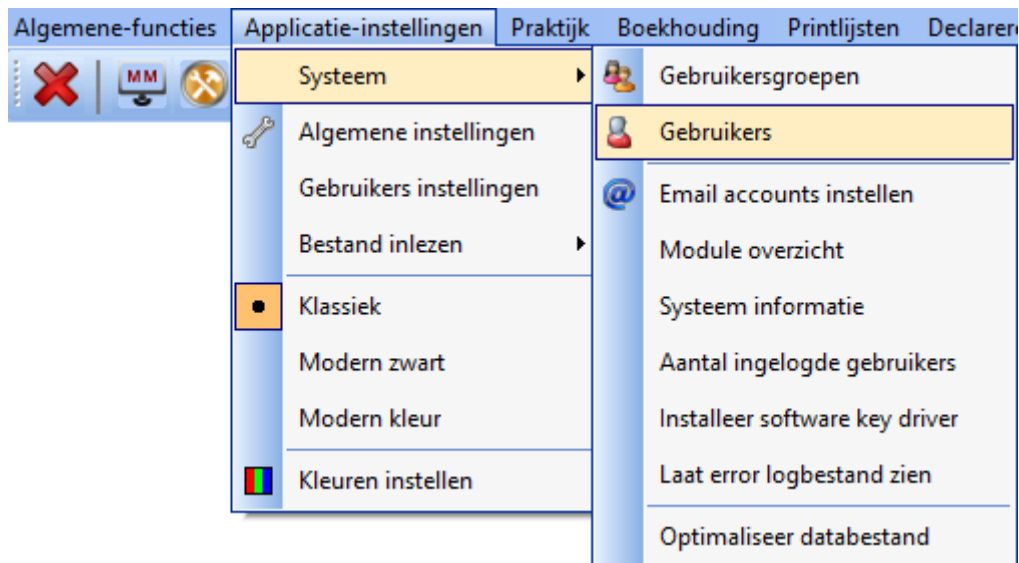 Algemene-functies Applicatie-instellingen Praktijk Boekhouding Printlijsten
MM
Systeem
Algemene instellingen
Gebruikers instellingen
Bestand inlezen
Klassiek
Modern zwart
Modern kleur
Kleuren instellen
Gebruikersgroepen
Gebruikers
@
Email accounts instellen
Module overzicht
Systeem informatie
Aantal ingelogde gebruikers
Installeer software key driver
Laat error logbestand zien
Optimaliseer databestand